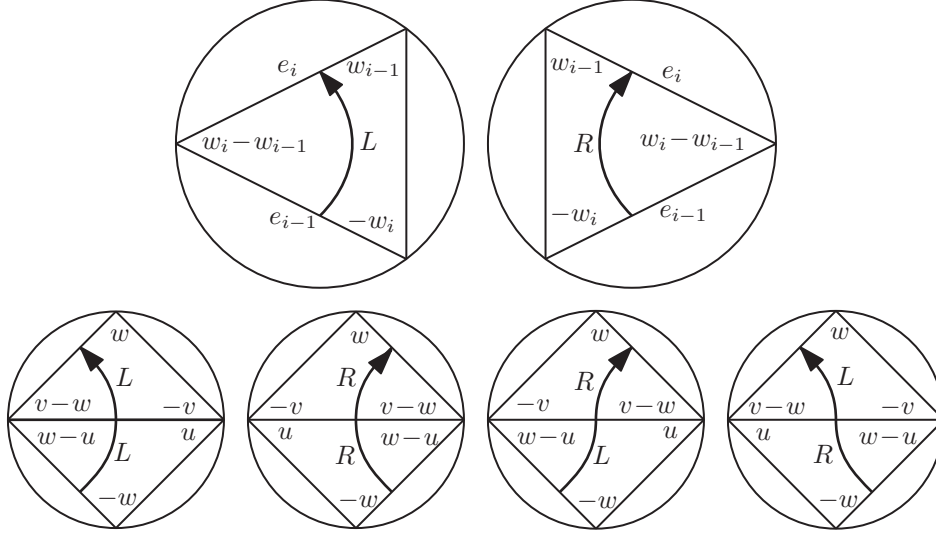 e_i w_{i-1} w_{i-1} e_i
w_i − w_{i-1} L R w_i − w_{i-1}
e_{i-1} −w_i −w_i e_{i-1}
w w w w
L R R L
v − w −v −v v − w −v v − w v − w −v
w − u u u w − u w − u u u w − u
L R L R
−w −w −w −w